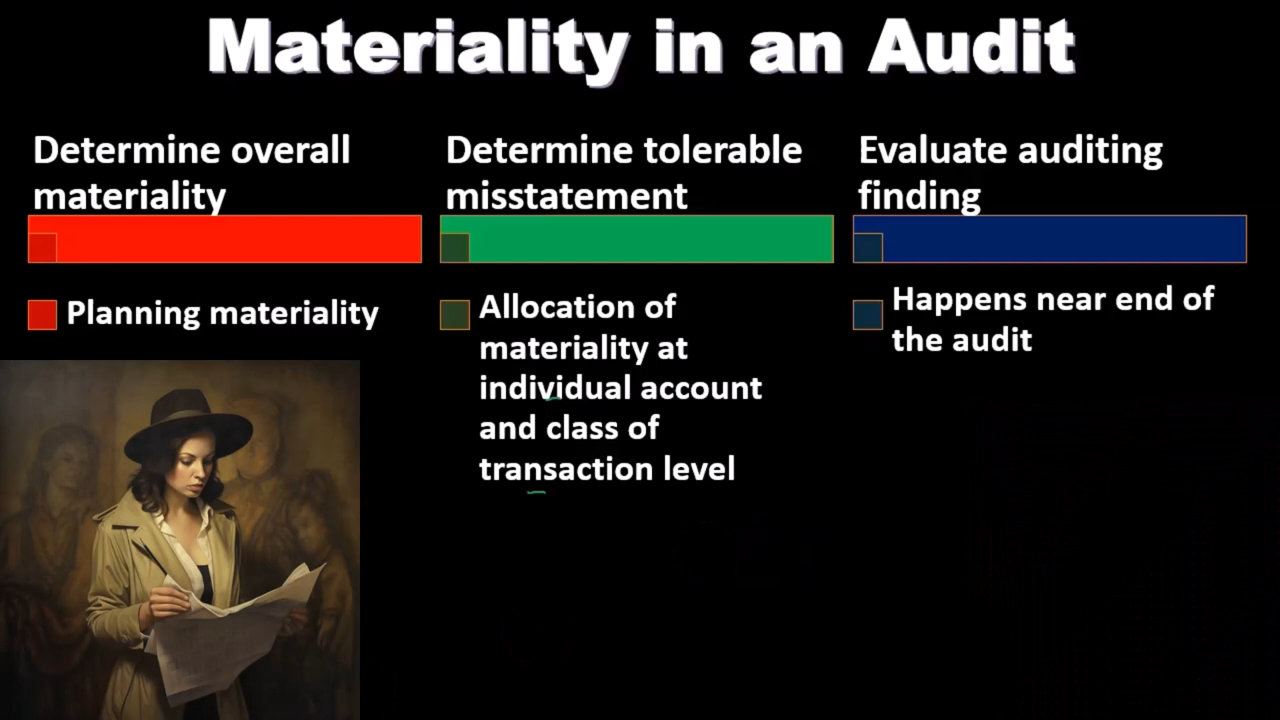 Materiality in an Audit
Determine overall
materiality
Planning materiality
Determine tolerable
misstatement
Allocation of
materiality at
individual account
and class of
transaction level
Evaluate auditing
finding
Happens near end of
the audit